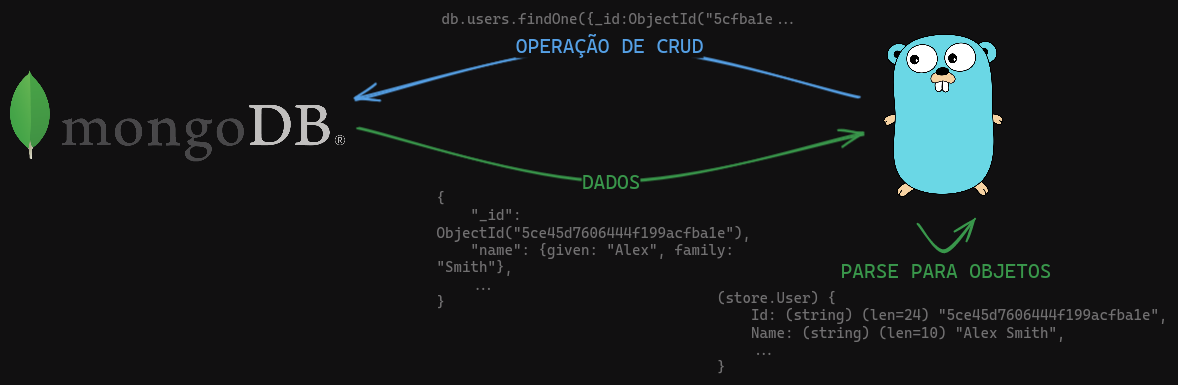 db.users.findOne({_id:ObjectId("5cfba1e...
OPERAÇÃO DE CRUD
mongoDB®
DADOS
{
"_id":
ObjectId("5ce45d7606444f199acfba1e"),
"name": {given: "Alex", family:
"Smith"},
...
}
PARSE PARA OBJETOS
(store.User) {
Id: (string) (len=24) "5ce45d7606444f199acfba1e",
Name: (string) (len=10) "Alex Smith",
...
}